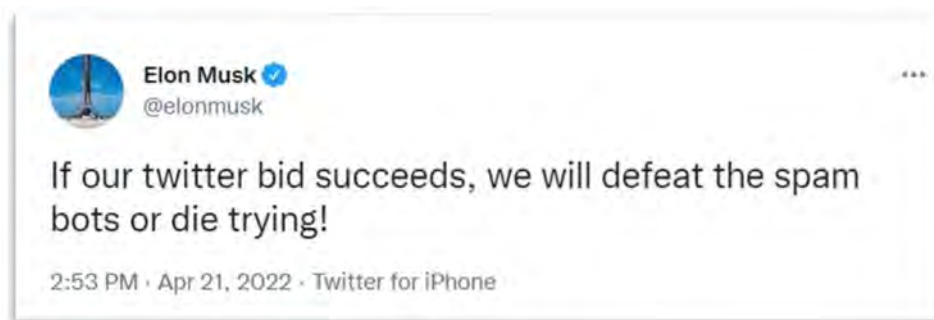 Elon Musk
@elonmusk
If our twitter bid succeeds, we will defeat the spam
bots or die trying!
2:53 PM · Apr 21, 2022 · Twitter for iPhone